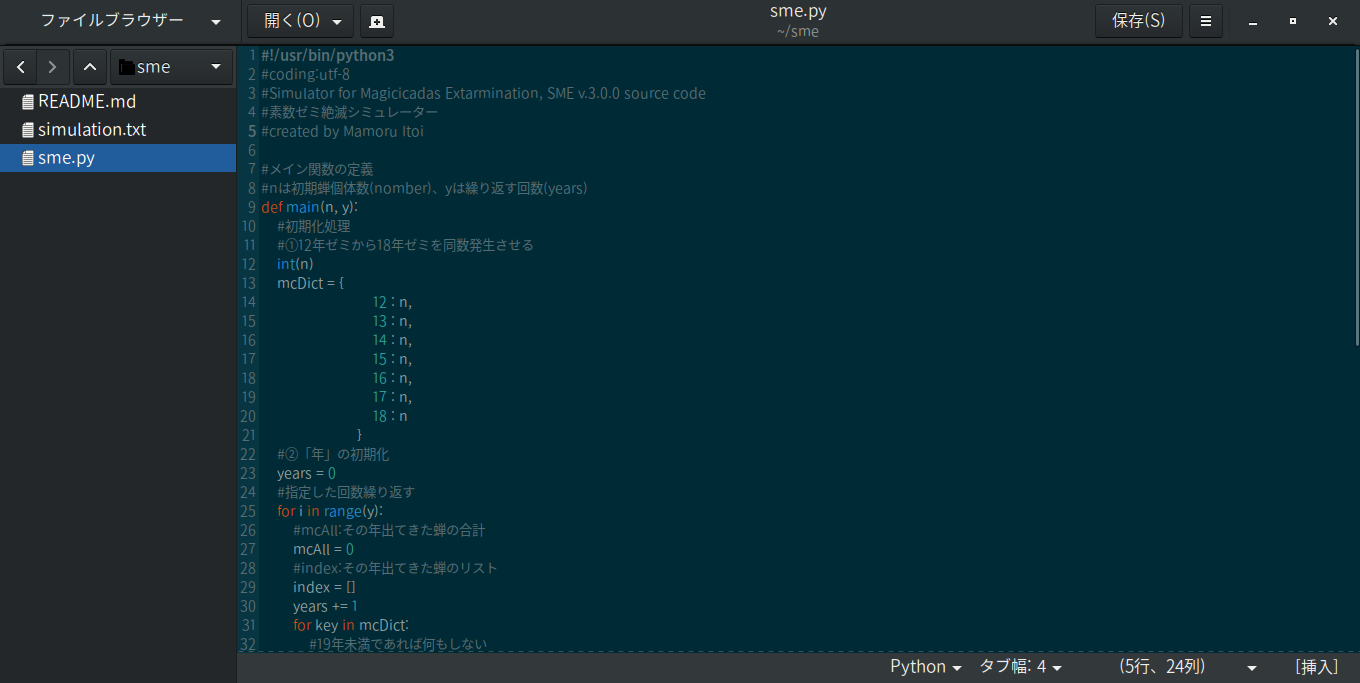 ファイルブラウザー
開く(O)
sme.py
~/sme
保存(S)
sme
README.md
simulation.txt
sme.py
1 #!/usr/bin/python3
2 #coding:utf-8
3 #Simulator for Magicicadas Extarmination, SME v.3.0.0 source code
4 #素数ゼミ絶滅シミュレーター
5 #created by Mamoru Itoi
6
7 #メイン関数の定義
8 #nは初期蝉個体数(nomber)、yは繰り返す回数(years)
9 def main(n, y):
10 #初期化処理
11 #①12年ゼミから18年ゼミを同数発生させる
12 int(n)
13 mcDict = {
14 12 : n,
15 13 : n,
16 14 : n,
17 15 : n,
18 16 : n,
19 17 : n,
20 18 : n
21 }
22 #②「年」の初期化
23 years = 0
24 #指定した回数繰り返す
25 for i in range(y):
26 #mcAll:その年出てきた蝉の合計
27 mcAll = 0
28 #index:その年出てきた蝉のリスト
29 index = []
30 years += 1
31 for key in mcDict:
32 #19年未満であれば何もしない
Python
タブ幅: 4
(5行、24列)
[挿入]